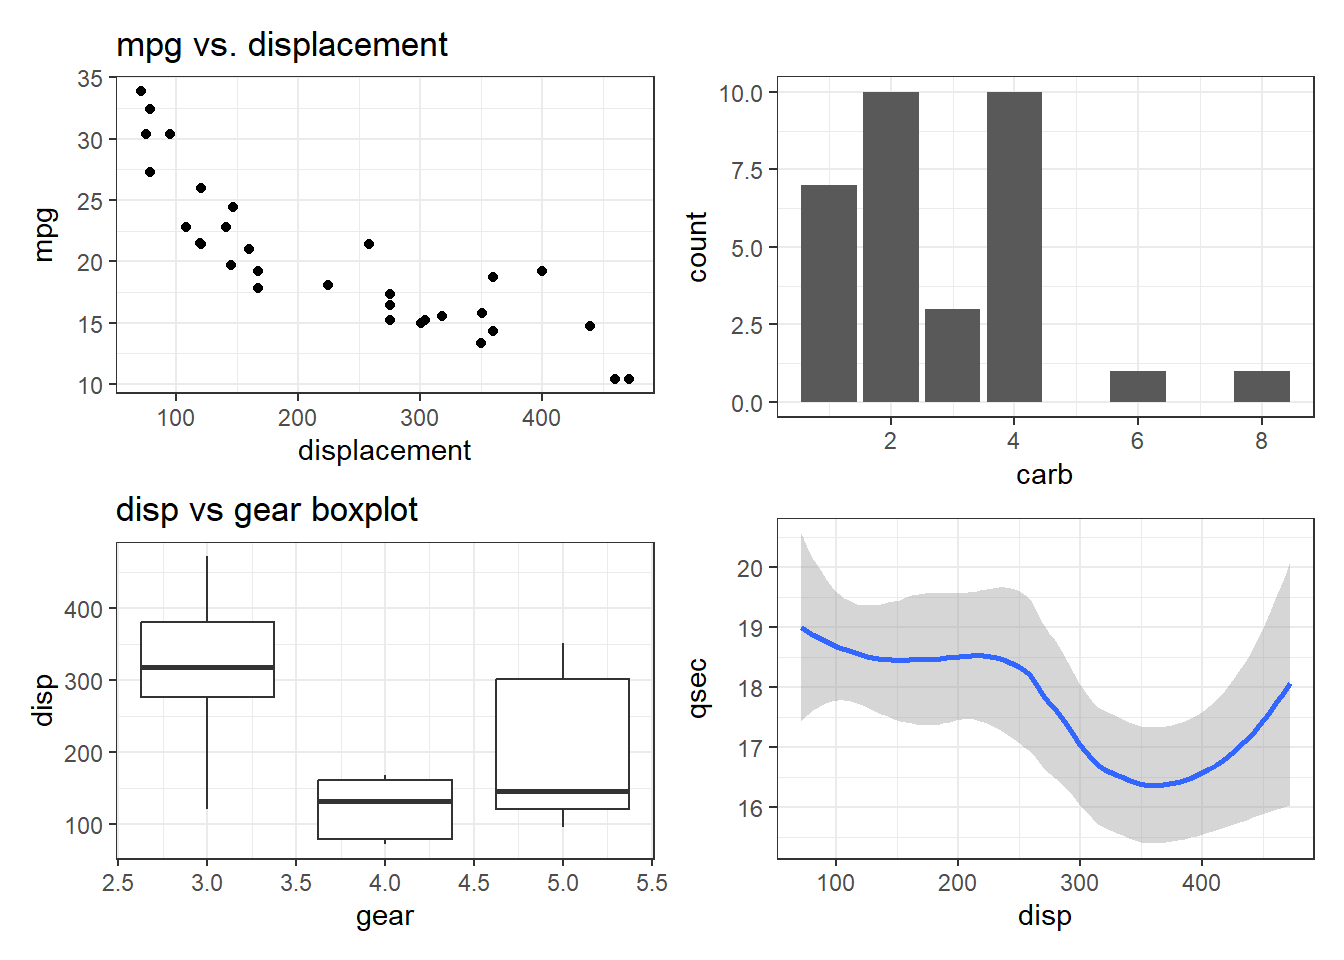 mpg vs. displacement
35
30
25
20
15
10
mpg
100 200 300 400
displacement
10.0
7.5
5.0
2.5
0.0
count
2 4 6 8
carb
disp vs gear boxplot
400
300
200
100
disp
2.5 3.0 3.5 4.0 4.5 5.0 5.5
gear
20
19
18
17
16
qsec
100 200 300 400
disp